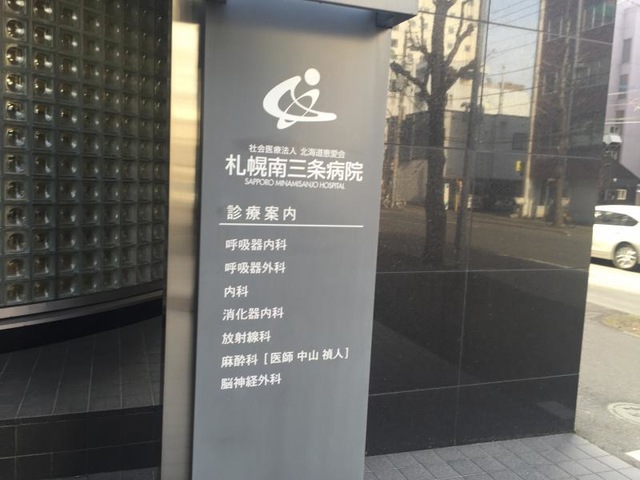 社会医療法人 北海道恵愛会
札幌南三条病院
SAPPORO MINAMISANJO HOSPITAL
診療案内
呼吸器内科
呼吸器外科
内科
消化器内科
放射線科
麻酔科 [医師 中山 禎人]
脳神経外科